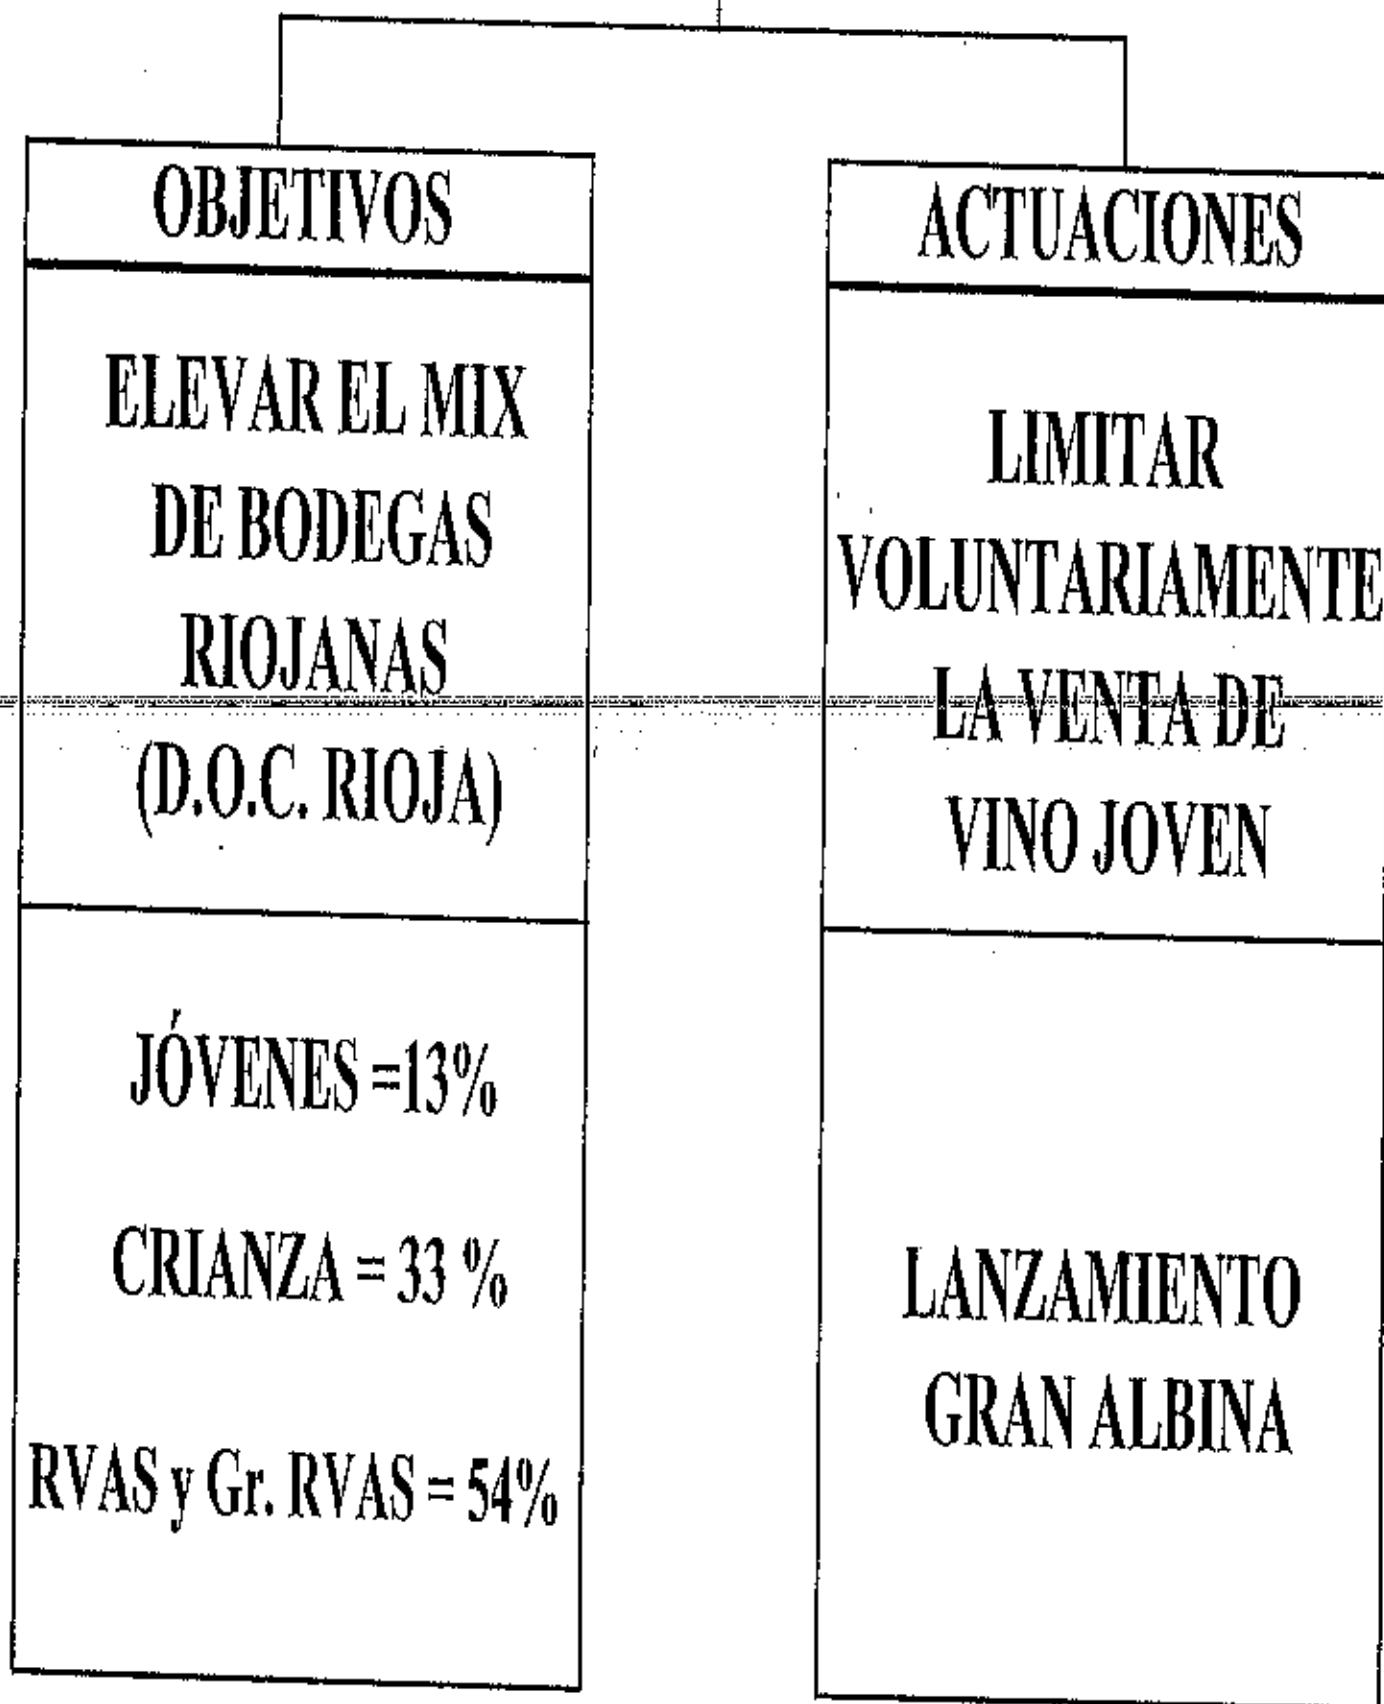 OBJETIVOS
ELEVAR EL MIX
DE BODEGAS
RIOJANAS
(D.O.C. RIOJA)
JÓVENES =13%
CRIANZA = 33 %
RVAS y Gr. RVAS = 54%
ACTUACIONES
LIMITAR
VOLUNTARIAMENTE
LA VENTA DE
VINO JOVEN
LANZAMIENTO
GRAN ALBINA